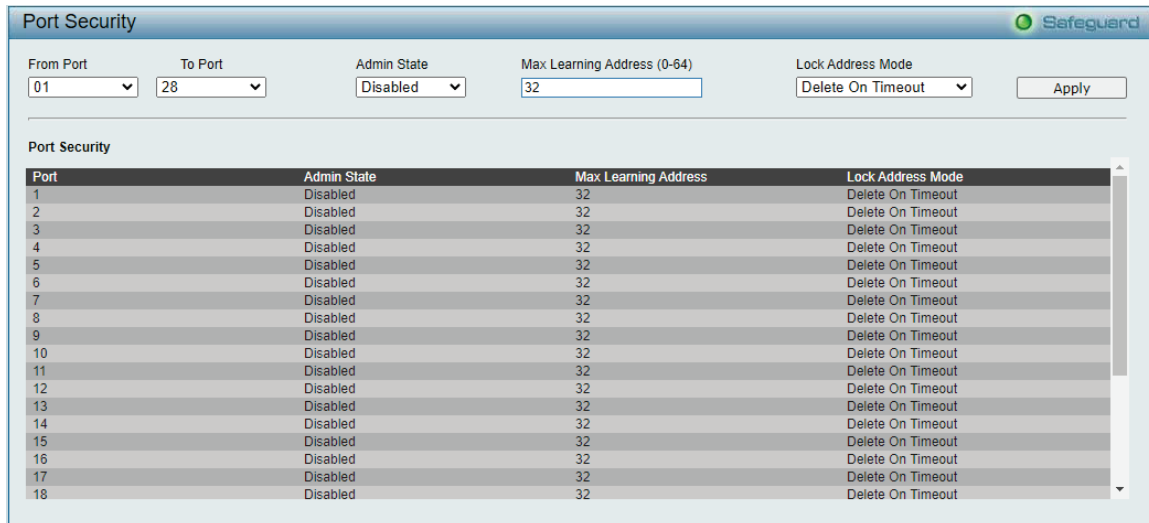 Port Security Safeguard
From Port To Port Admin State Max Learning Address (0-64) Lock Address Mode
01 28 Disabled 32 Delete On Timeout Apply
Port Security
Port Admin State Max Learning Address Lock Address Mode
1 Disabled 32 Delete On Timeout
2 Disabled 32 Delete On Timeout
3 Disabled 32 Delete On Timeout
4 Disabled 32 Delete On Timeout
5 Disabled 32 Delete On Timeout
6 Disabled 32 Delete On Timeout
7 Disabled 32 Delete On Timeout
8 Disabled 32 Delete On Timeout
9 Disabled 32 Delete On Timeout
10 Disabled 32 Delete On Timeout
11 Disabled 32 Delete On Timeout
12 Disabled 32 Delete On Timeout
13 Disabled 32 Delete On Timeout
14 Disabled 32 Delete On Timeout
15 Disabled 32 Delete On Timeout
16 Disabled 32 Delete On Timeout
17 Disabled 32 Delete On Timeout
18 Disabled 32 Delete On Timeout